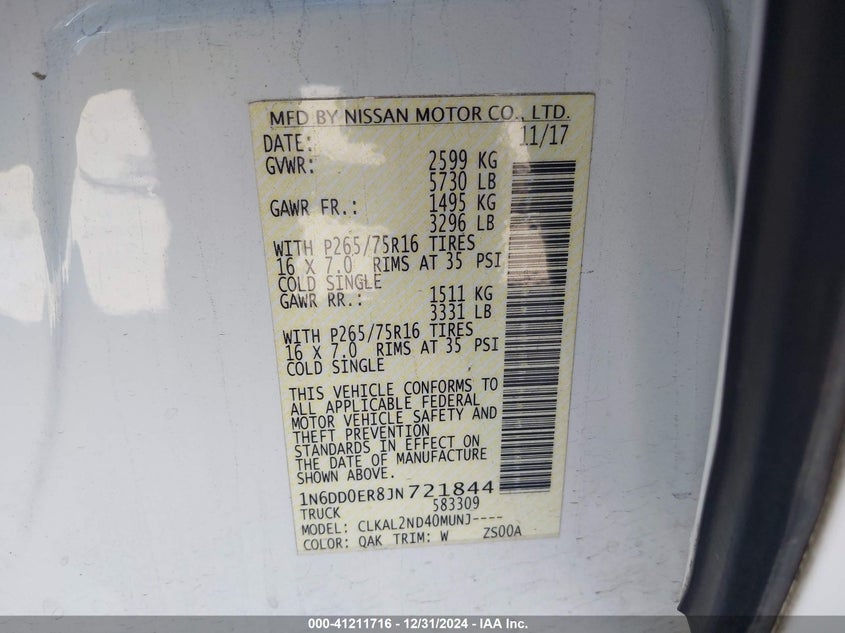 MFD BY NISSAN MOTOR CO., LTD.
DATE: 11/17
GVWR: 2599 KG
5730 LB
GAWR FR.: 1495 KG
3296 LB
WITH P265/75R16 TIRES
16 X 7.0 RIMS AT 35 PSI
COLD SINGLE
GAWR RR.: 1511 KG
3331 LB
WITH P265/75R16 TIRES
16 X 7.0 RIMS AT 35 PSI
COLD SINGLE
THIS VEHICLE CONFORMS TO
ALL APPLICABLE FEDERAL
MOTOR VEHICLE SAFETY AND
THEFT PREVENTION
STANDARDS IN EFFECT ON
THE DATE OF MANUFACTURE
SHOWN ABOVE.
1N6DD0ER8JN721844
TRUCK 583309
MODEL: CLKAL2ND40MUNJ----
COLOR: QAK TRIM: W ZS00A
000-41211716 - 12/31/2024 - IAA Inc.